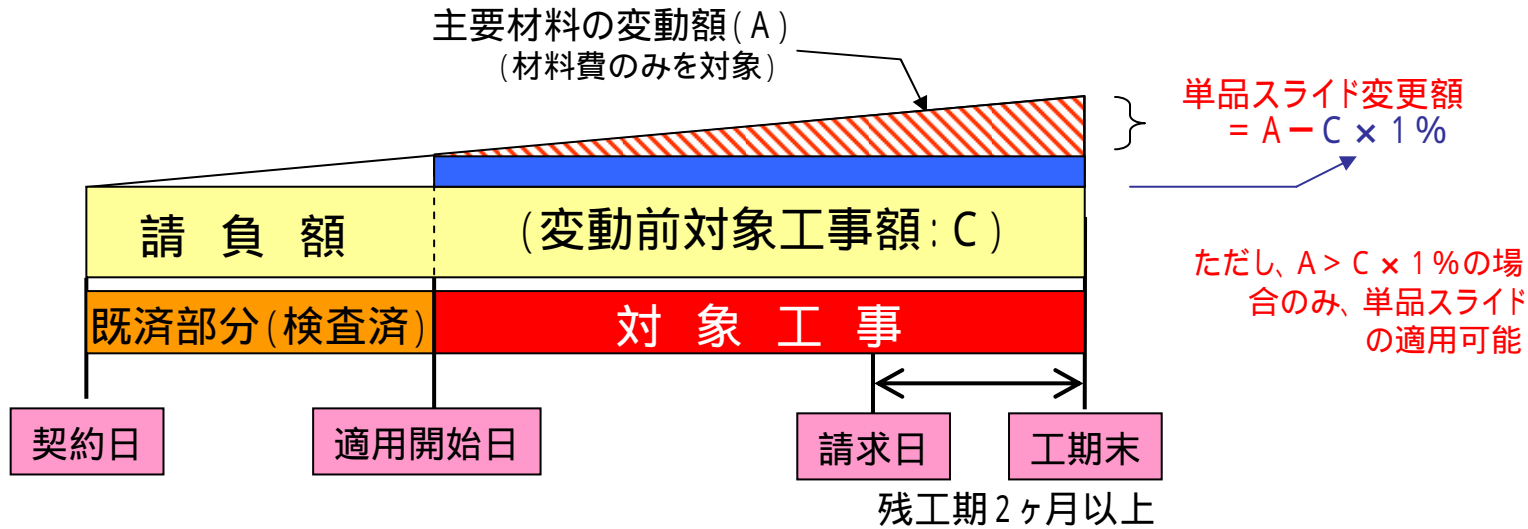 主要材料の変動額(A)
(材料費のみを対象)
単品スライド変更額
=A-C×1%
請負額
(変動前対象工事額:C)
ただし、A>C×1%の場
合のみ、単品スライド
の適用可能
既済部分(検査済)
対象工事
契約日
適用開始日
請求日
工期末
残工期2ヶ月以上